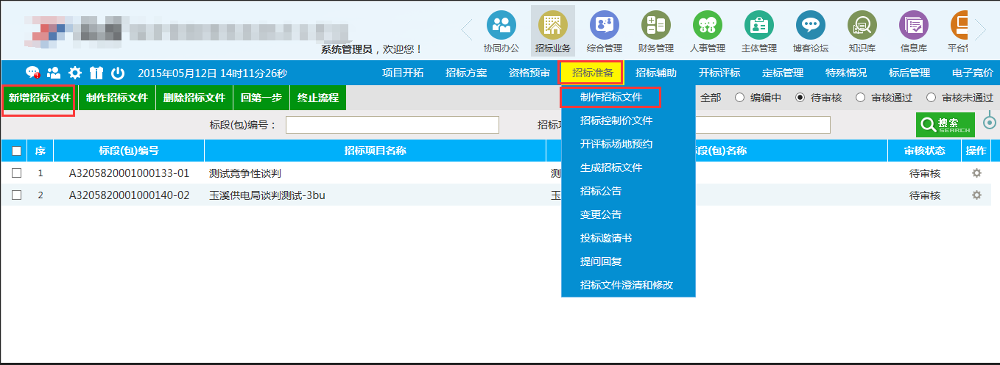 协同办公 招标业务 综合管理 财务管理 人事管理 主体管理 博客论坛 知识库 信息库 平台
系统管理员，欢迎您！
2015年05月12日 14时11分26秒 项目开拓 招标方案 资格预审 招标准备 招标辅助 开标评标 定标管理 特殊情况 标后管理 电子竞价
新增招标文件 制作招标文件 删除招标文件 回第一步 终止流程 全部 编辑中 待审核 审核通过 审核未通过
标段(包)编号： 招标项 搜索 SEARCH
序 标段(包)编号 招标项目名称 段(包)名称 审核状态 操作
1 A3205820001000133-01 测试竞争性谈判 测 待审核
2 A3205820001000140-02 玉溪供电局谈判测试-3bu 玉 待审核
制作招标文件
招标控制价文件
开评标场地预约
生成招标文件
招标公告
变更公告
投标邀请书
提问回复
招标文件澄清和修改